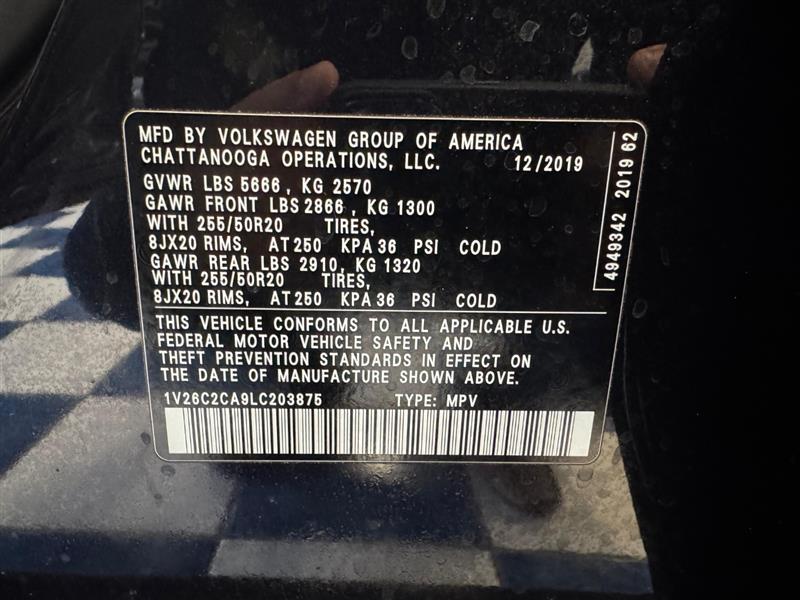 MFD BY VOLKSWAGEN GROUP OF AMERICA
CHATTANOOGA OPERATIONS, LLC. 12/2019
GVWR LBS 5666, KG 2570
GAWR FRONT LBS 2866, KG 1300
WITH 255/50R20 TIRES,
8JX20 RIMS, AT 250 KPA 36 PSI COLD
GAWR REAR LBS 2910, KG 1320
WITH 255/50R20 TIRES,
8JX20 RIMS, AT 250 KPA 36 PSI COLD
THIS VEHICLE CONFORMS TO ALL APPLICABLE U.S.
FEDERAL MOTOR VEHICLE SAFETY AND
THEFT PREVENTION STANDARDS IN EFFECT ON
THE DATE OF MANUFACTURE SHOWN ABOVE.
1V26C2CA9LC203875 TYPE: MPV
4949342 2019 62